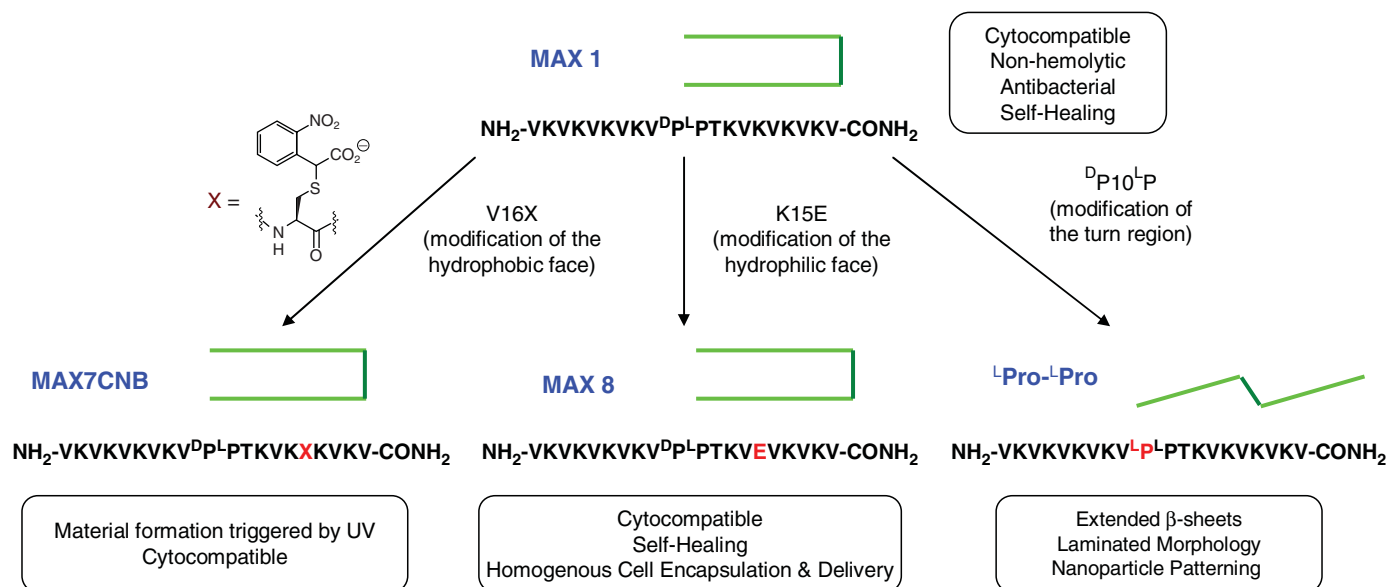 MAX 1
Cytocompatible
Non-hemolytic
Antibacterial
Self-Healing
NH₂-VKVKVKVKVᴰPᴸPTKVKVKVKV-CONH₂
NO₂
CO₂⊖
S
X =
N
H
O
V16X
(modification of the
hydrophobic face)
K15E
(modification of the
hydrophilic face)
ᴰP10ᴸP
(modification of
the turn region)
MAX7CNB
MAX 8
ᴸPro-ᴸPro
NH₂-VKVKVKVKVᴰPᴸPTKVKXKVKV-CONH₂
NH₂-VKVKVKVKVᴰPᴸPTKVEVKVKV-CONH₂
NH₂-VKVKVKVKVᴸPᴸPTKVKVKVKV-CONH₂
Material formation triggered by UV
Cytocompatible
Cytocompatible
Self-Healing
Homogenous Cell Encapsulation & Delivery
Extended β-sheets
Laminated Morphology
Nanoparticle Patterning